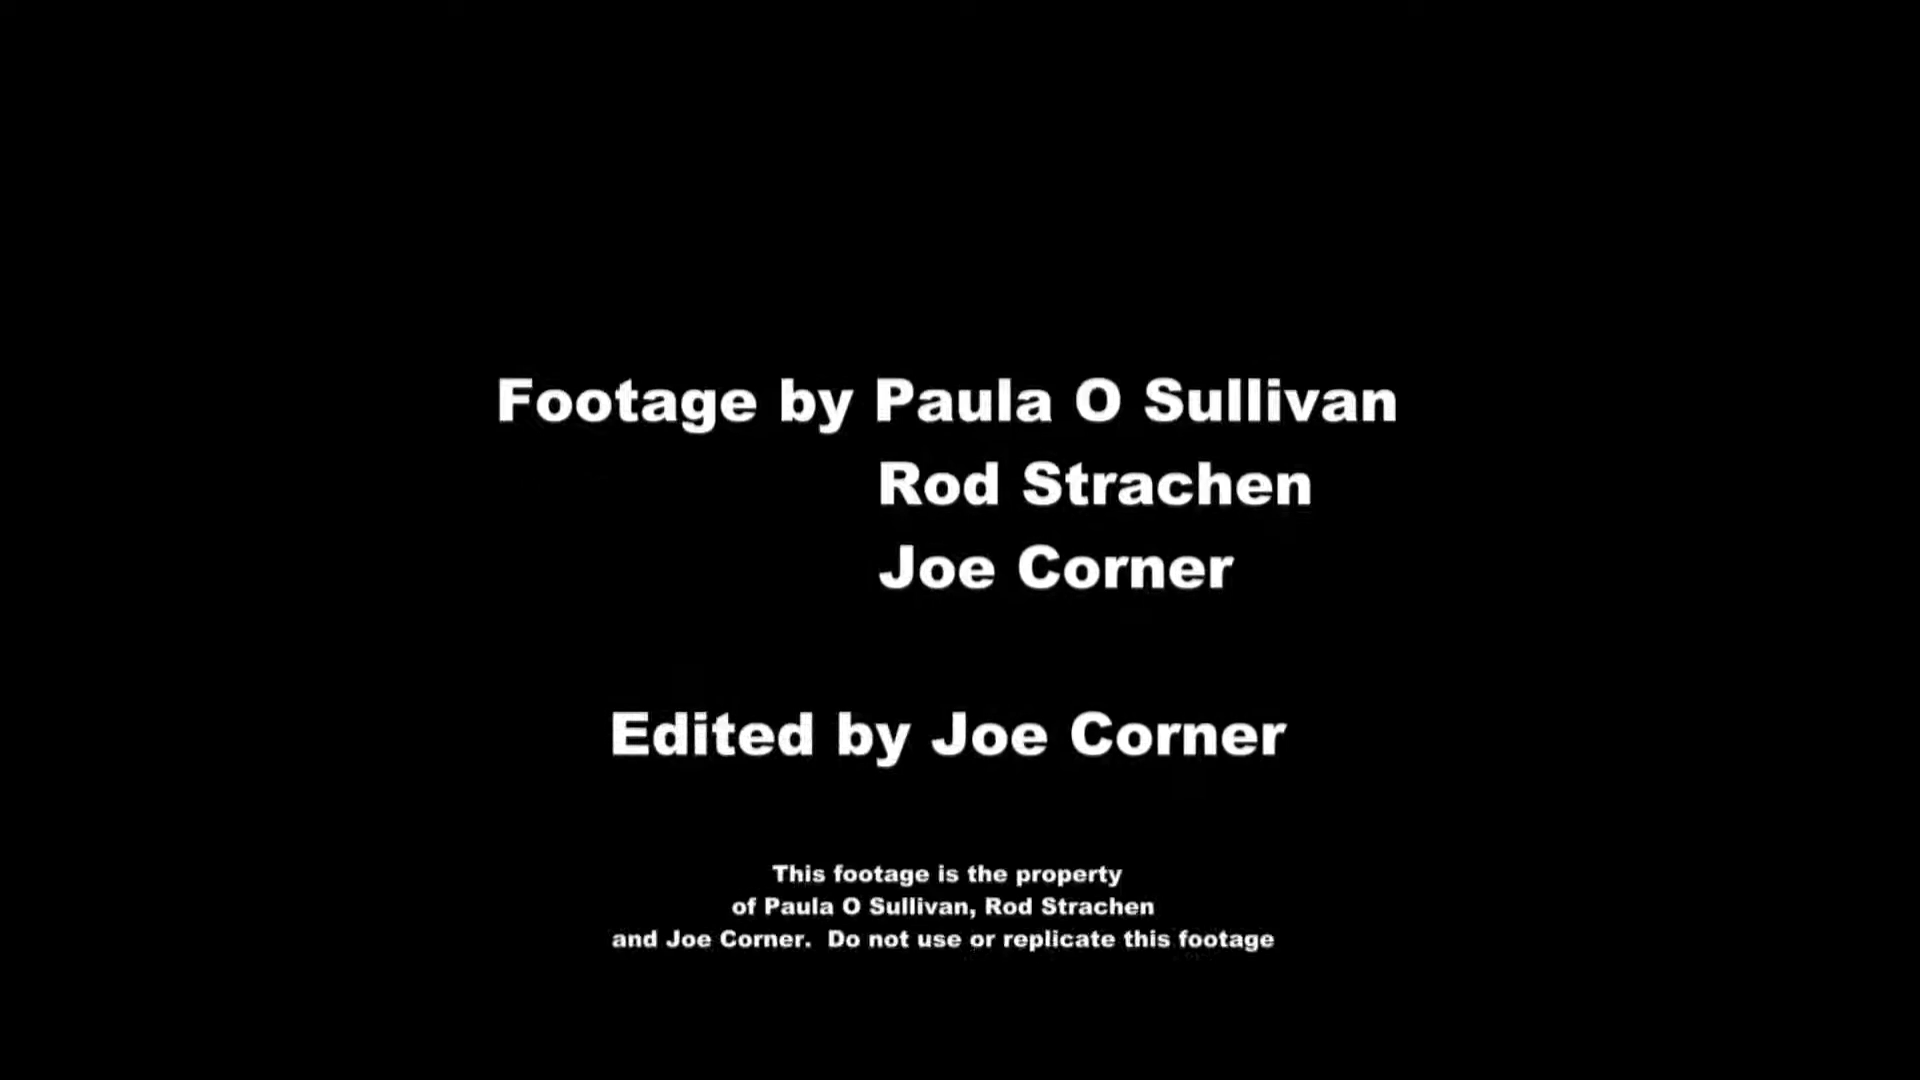 Footage by Paula O Sullivan
Rod Strachen
Joe Corner
Edited by Joe Corner
This footage is the property
of Paula O Sullivan, Rod Strachen
and Joe Corner.  Do not use or replicate this footage